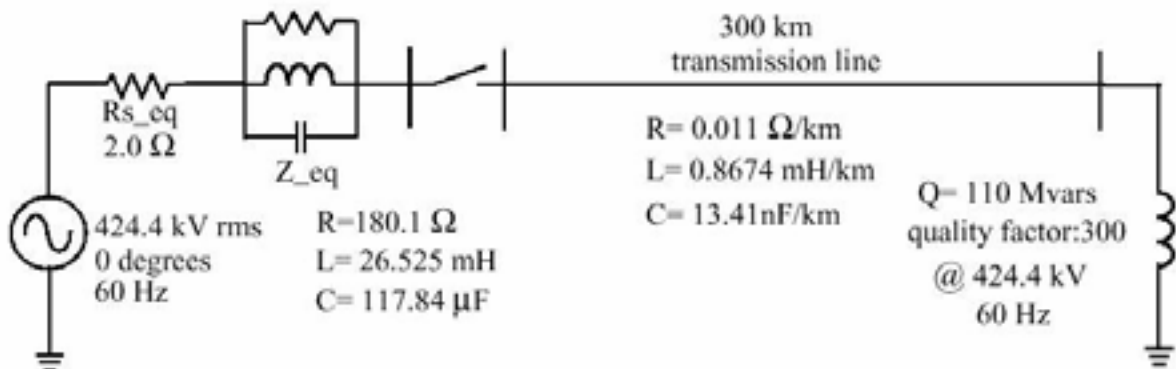 300 km
transmission line
Rs_eq
2.0 Ω
Z_eq
R= 0.011 Ω/km
L= 0.8674 mH/km
C= 13.41nF/km
424.4 kV rms
0 degrees
60 Hz
R=180.1 Ω
L= 26.525 mH
C= 117.84 µF
Q= 110 Mvars
quality factor:300
@ 424.4 kV
60 Hz